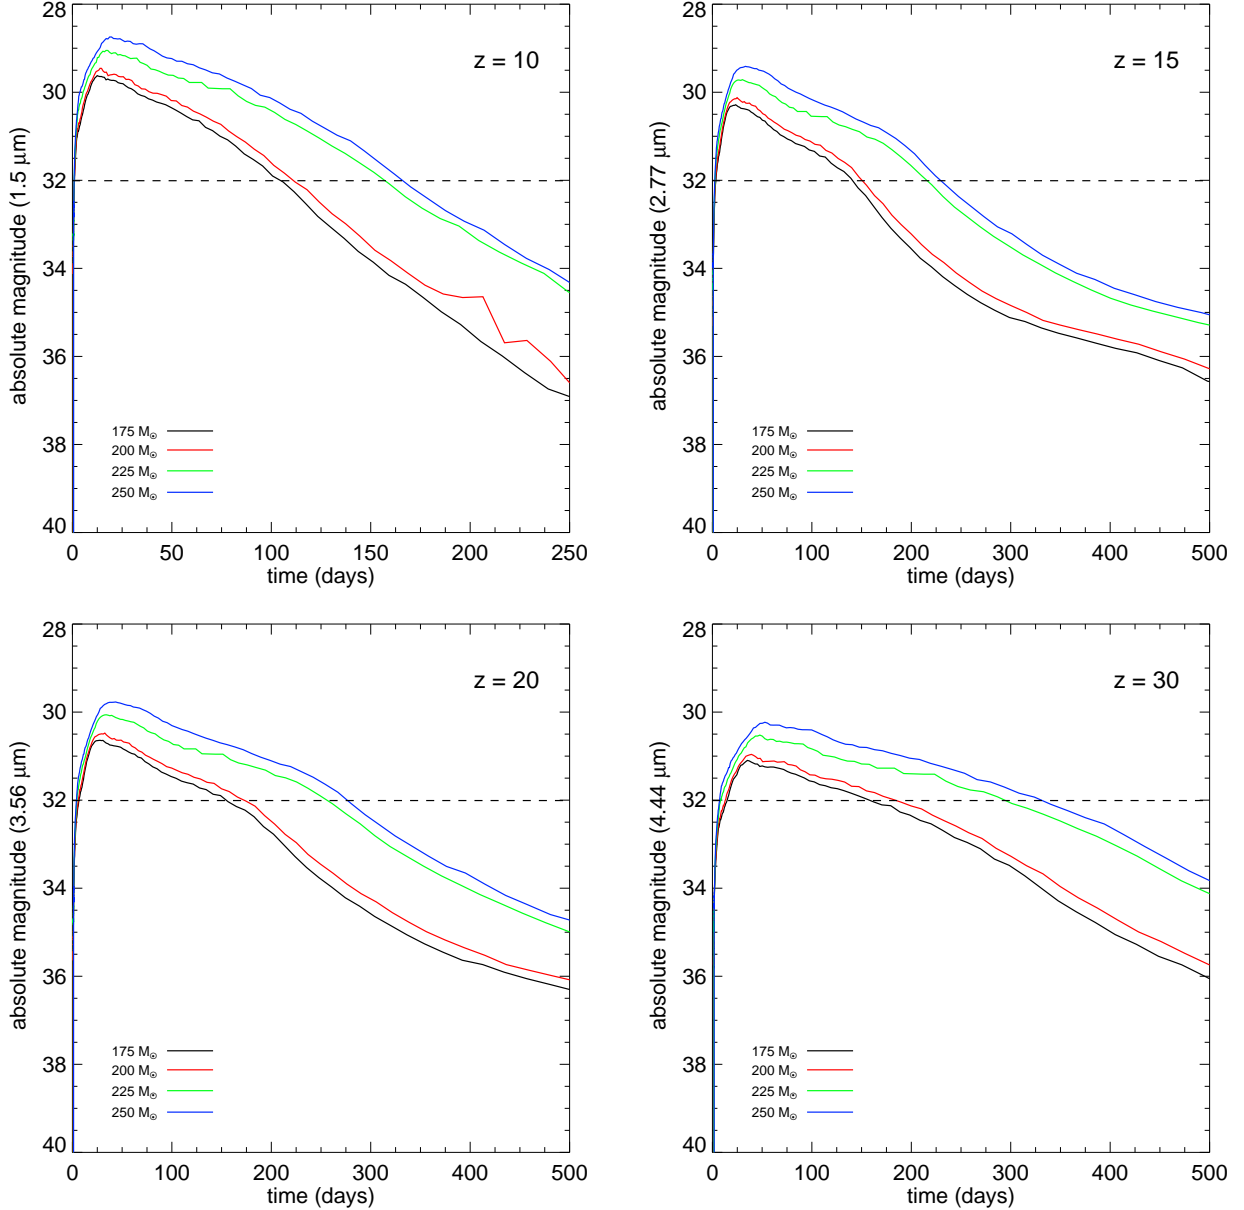 28
30
32
34
36
38
40
absolute magnitude (1.5 μm)
z = 10
175 M☉
200 M☉
225 M☉
250 M☉
0 50 100 150 200 250
time (days)
28
30
32
34
36
38
40
absolute magnitude (2.77 μm)
z = 15
175 M☉
200 M☉
225 M☉
250 M☉
0 100 200 300 400 500
time (days)
28
30
32
34
36
38
40
absolute magnitude (3.56 μm)
z = 20
175 M☉
200 M☉
225 M☉
250 M☉
0 100 200 300 400 500
time (days)
28
30
32
34
36
38
40
absolute magnitude (4.44 μm)
z = 30
175 M☉
200 M☉
225 M☉
250 M☉
0 100 200 300 400 500
time (days)